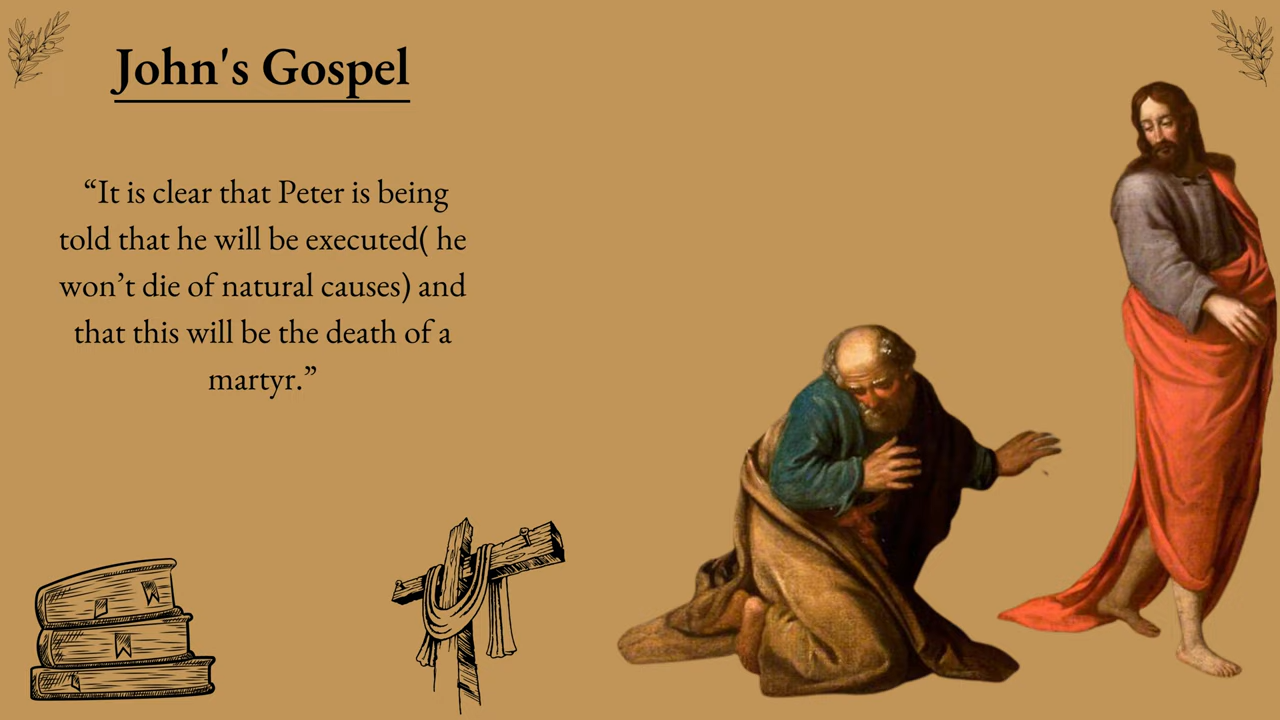 John's Gospel
“It is clear that Peter is being
told that he will be executed( he
won’t die of natural causes) and
that this will be the death of a
martyr.”